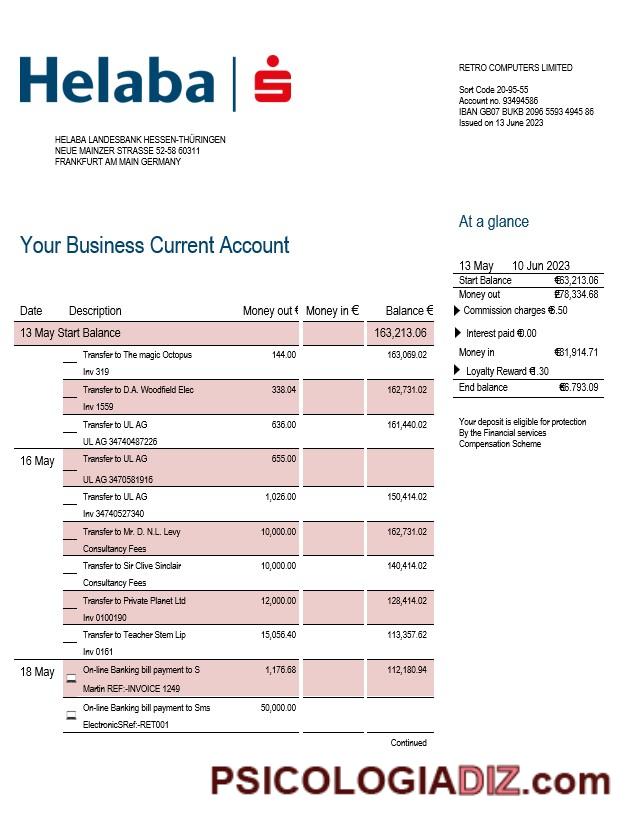 Helaba
RETRO COMPUTERS LIMITED
Sort Code 20-95-55
Account no. 93494586
IBAN GB07 BUKB 2096 5593 4945 86
Issued on 13 June 2023
HELABA LANDESBANK HESSEN-THÜRINGEN
NEUE MAINZER STRASSE 52-58 60311
FRANKFURT AM MAIN GERMANY
At a glance
Your Business Current Account
13 May 10 Jun 2023
Start Balance €63,213.06
Money out 278,334.68
Commission charges €6.50
Interest paid €0.00
Money in €81,914.71
Loyalty Reward €1.30
End balance €6.793.09
Your deposit is eligible for protection
By the Financial services
Compensation Scheme
Date Description Money out € Money in € Balance €
13 May Start Balance 163,213.06
Transfer to The magic Octopus 144.00 163,069.02
Inv 319
Transfer to D.A. Woodfield Elec 338.04 162,731.02
Inv 1559
Transfer to UL AG 636.00 161,440.02
UL AG 34740487226
16 May Transfer to UL AG 655.00
UL AG 3470581916
Transfer to UL AG 1,026.00 150,414.02
Inv 34740527340
Transfer to Mr. D. N.L. Levy 10,000.00 162,731.02
Consultancy Fees
Transfer to Sir Clive Sinclair 10,000.00 140,414.02
Consultancy Fees
Transfer to Private Planet Ltd 12,000.00 128,414.02
Inv 0100190
Transfer to Teacher Stem Lip 15,056.40 113,357.62
Inv 0161
18 May On-line Banking bill payment to S 1,176.68 112,180.94
Martin REF:-INVOICE 1249
On-line Banking bill payment to Sms 50,000.00
ElectronicSRef:-RET001
Continued
PSICOLOGIADIZ.com